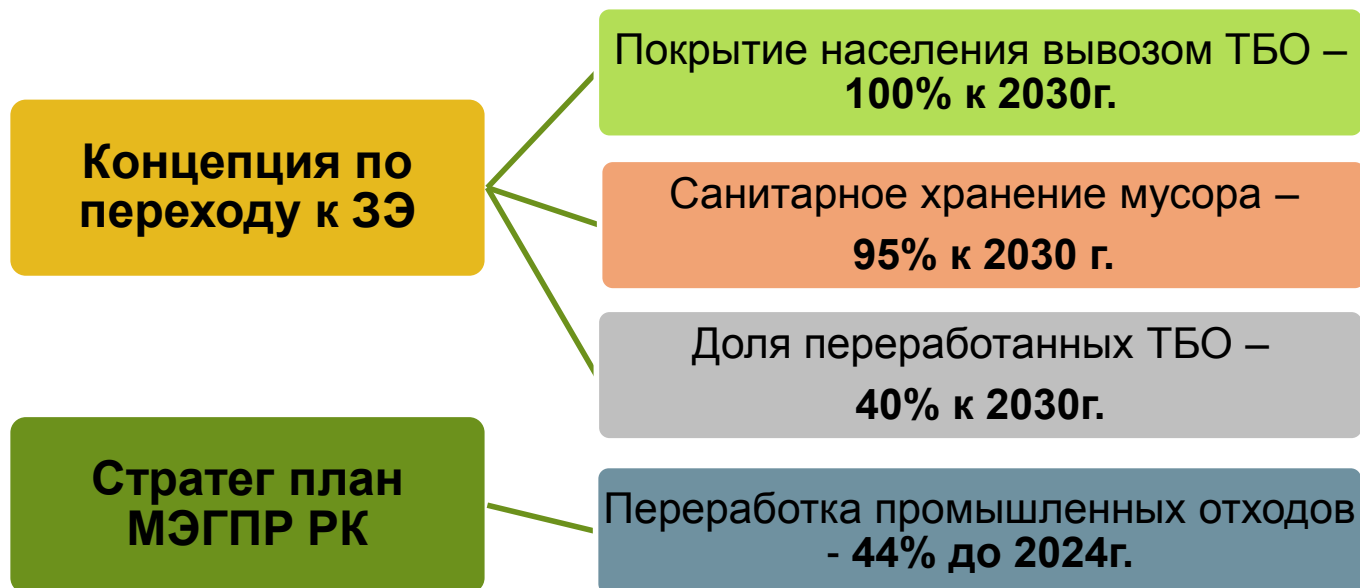 Концепция по
переходу к ЗЭ
Покрытие населения вывозом ТБО –
100% к 2030г.
Санитарное хранение мусора –
95% к 2030 г.
Доля переработанных ТБО –
40% к 2030г.
Стратег план
МЭГПР РК
Переработка промышленных отходов
- 44% до 2024г.